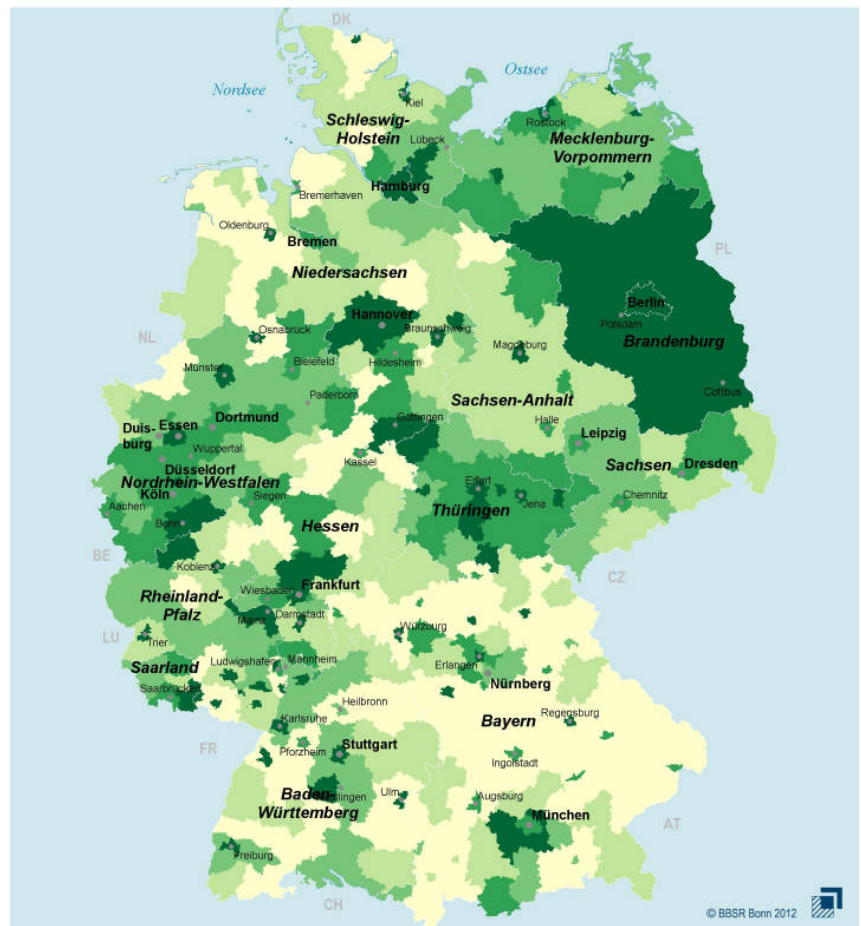 DK
Nordsee
Ostsee
Kiel
Schleswig-
Holstein
Rostock
Mecklenburg-
Vorpommern
Lübeck
Hamburg
Bremerhaven
Oldenburg
Bremen
PL
Niedersachsen
Berlin
Potsdam
Brandenburg
Hannover
Braunschweig
Osnabrück
NL
Magdeburg
Hildesheim
Bielefeld
Münster
Cottbus
Paderborn
Sachsen-Anhalt
Göttingen
Halle
Dortmund
Duis-
burg
Essen
Leipzig
Wuppertal
Kassel
Sachsen
Dresden
Düsseldorf
Nordrhein-Westfalen
Erfurt
Köln
Siegen
Jena
Chemnitz
Aachen
Thüringen
Bonn
Hessen
BE
Koblenz
CZ
Wiesbaden
Frankfurt
Rheinland-
Pfalz
Mainz
Darmstadt
Würzburg
LU
Trier
Ludwigshafen
Mannheim
Erlangen
Saarland
Nürnberg
Saarbrücken
Heilbronn
Bayern
Regensburg
Karlsruhe
FR
Pforzheim
Stuttgart
Ingolstadt
Baden-
Württemberg
Ulm
Augsburg
München
AT
Freiburg
CH
© BBSR Bonn 2012